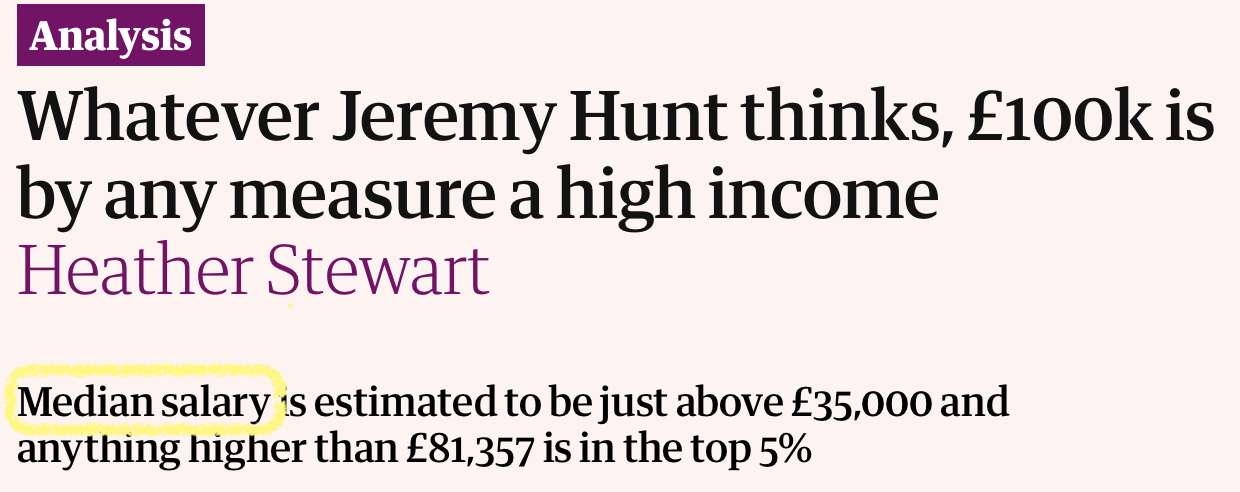 Analysis
Whatever Jeremy Hunt thinks, £100k is
by any measure a high income
Heather Stewart
Median salary is estimated to be just above £35,000 and
anything higher than £81,357 is in the top 5%